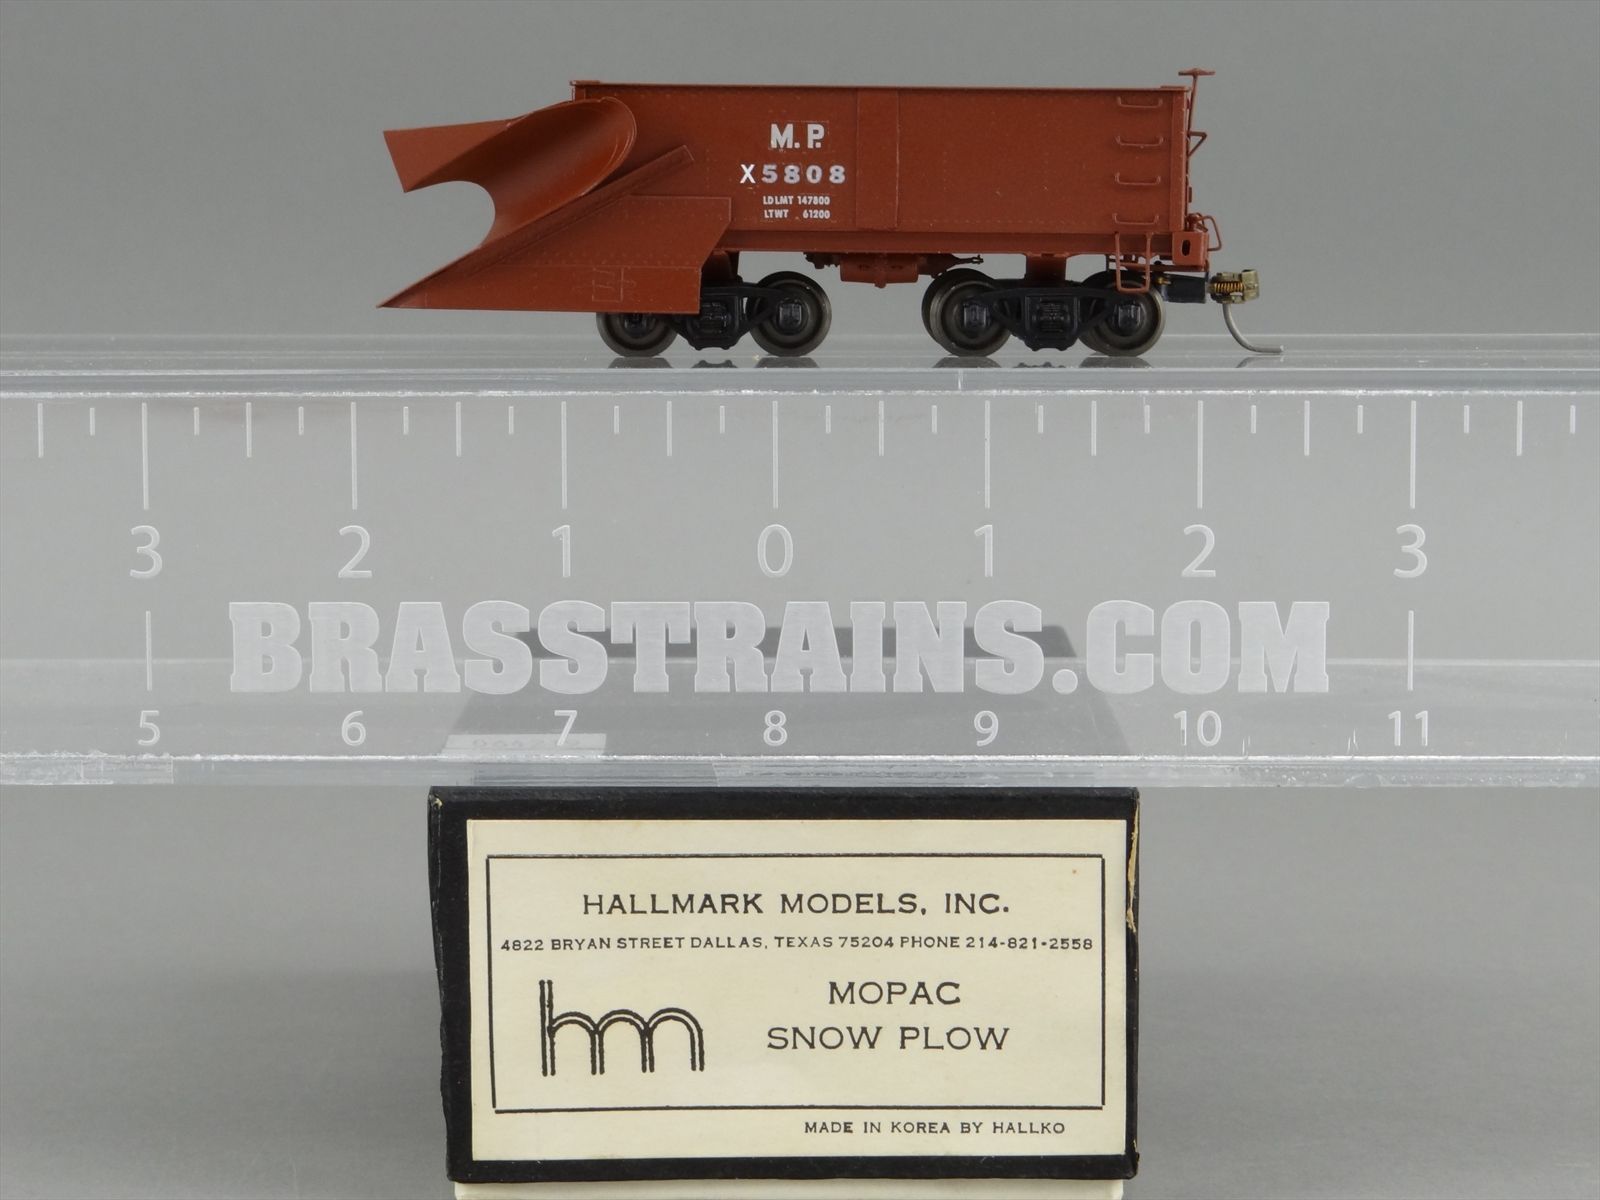 M.P.
X5808
LD LMT 147800
LTWT 61200
3 2 1 0 1 2 3
BRASSTRAINS.COM
5 6 7 8 9 10 11
HALLMARK MODELS, INC.
4822 BRYAN STREET DALLAS, TEXAS 75204 PHONE 214-821-2558
hm
MOPAC
SNOW PLOW
MADE IN KOREA BY HALLKO